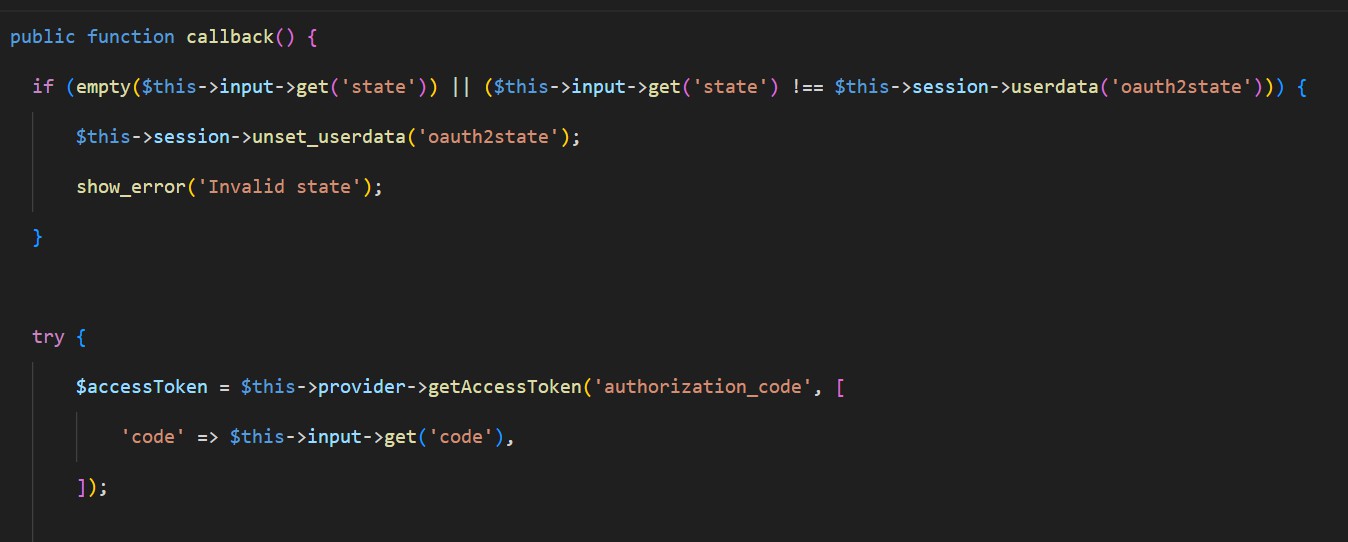 public function callback() {
if (empty($this->input->get('state')) || ($this->input->get('state') !== $this->session->userdata('oauth2state'))) {
$this->session->unset_userdata('oauth2state');
show_error('Invalid state');
}
try {
$accessToken = $this->provider->getAccessToken('authorization_code', [
'code' => $this->input->get('code'),
]);